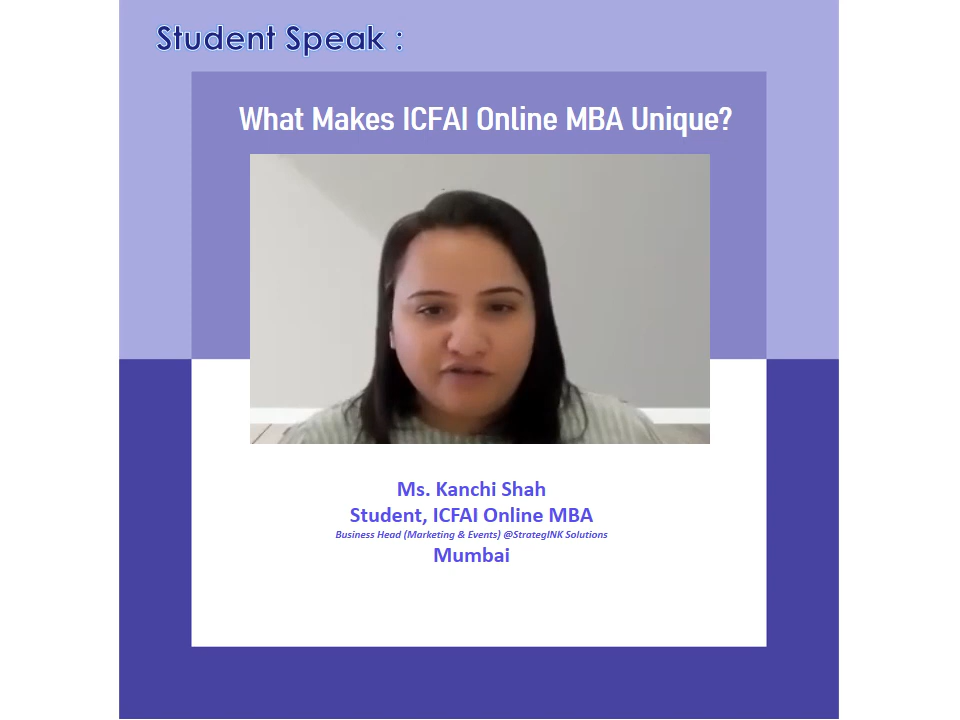 Student Speak :
What Makes ICFAI Online MBA Unique?
Ms. Kanchi Shah
Student, ICFAI Online MBA
Business Head (Marketing & Events) @StrategINK Solutions
Mumbai